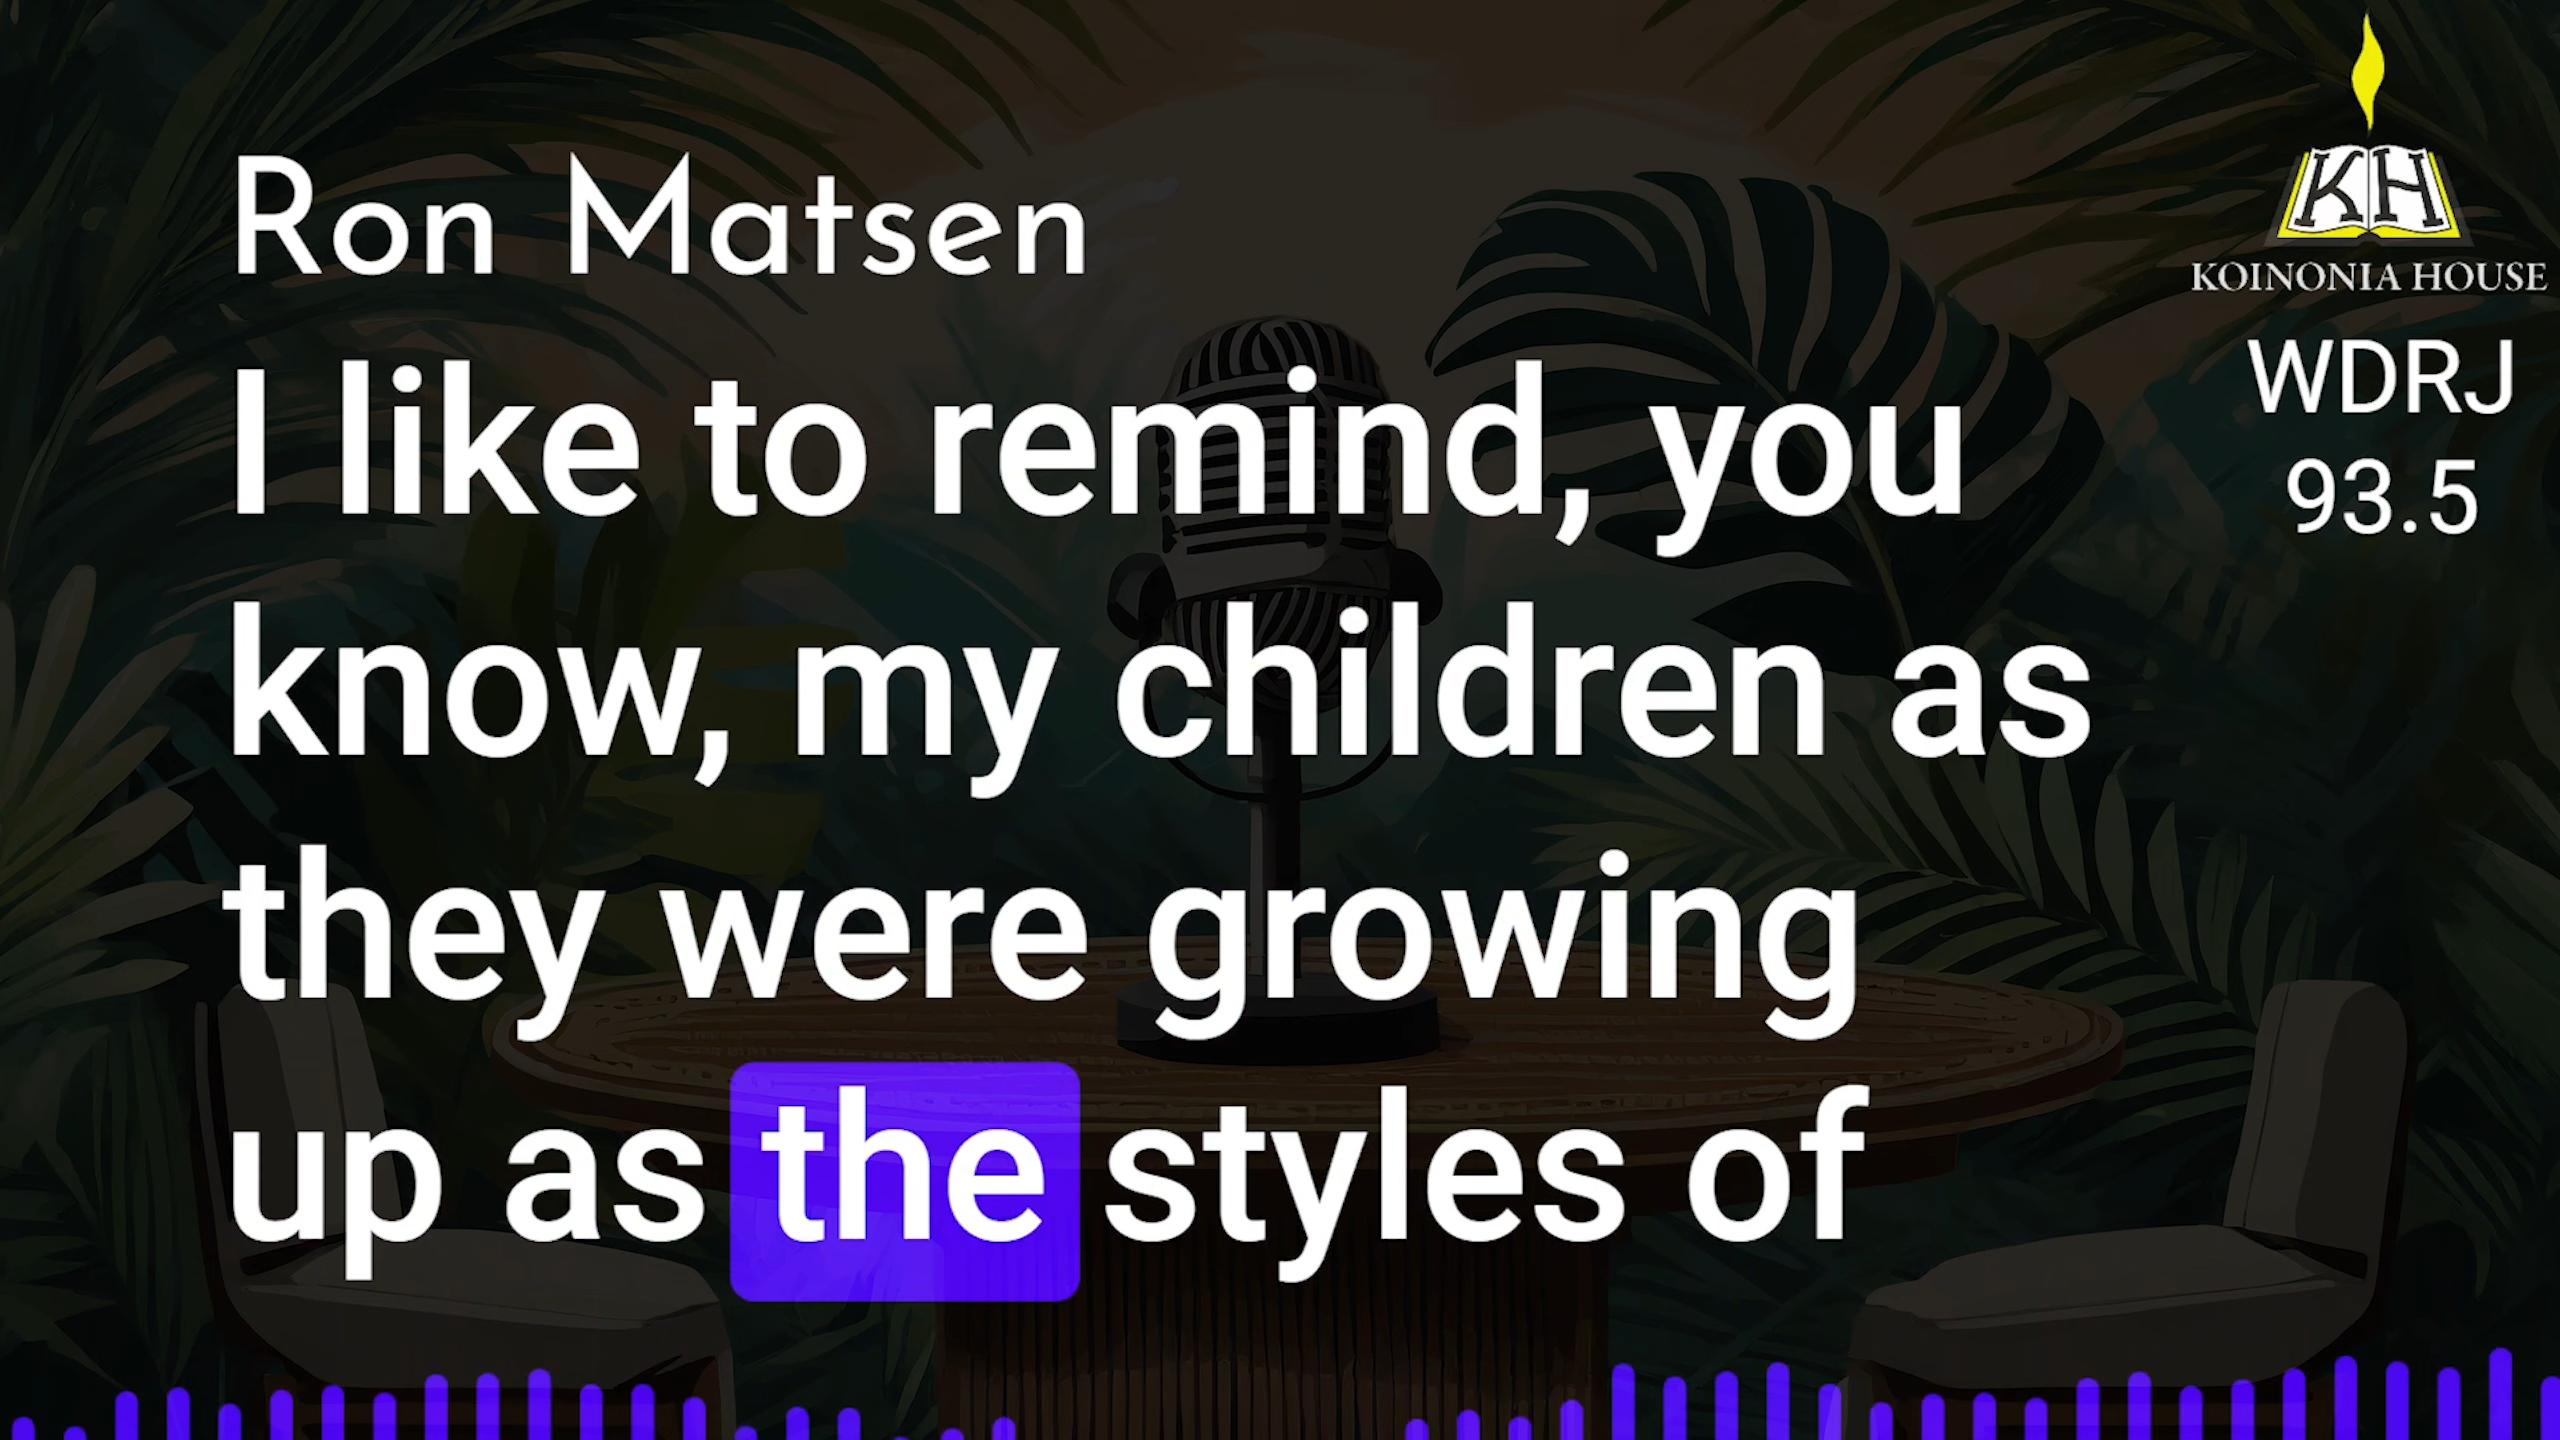 Ron Matsen
I like to remind, you
know, my children as
they were growing
up as the styles of
KH
KOINONIA HOUSE
WDRJ
93.5